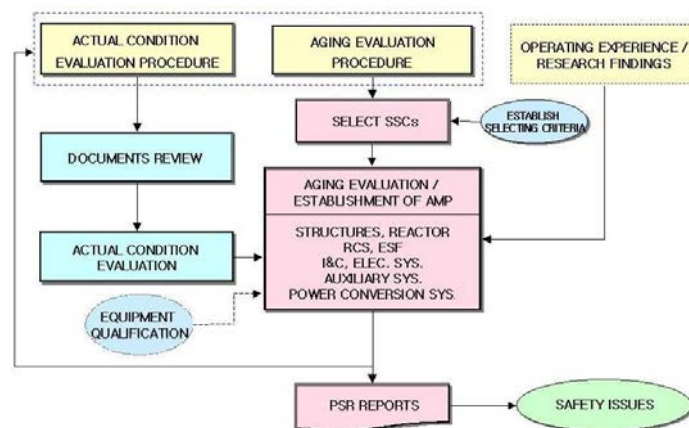 ACTUAL CONDITION
EVALUATION PROCEDURE
AGING EVALUATION
PROCEDURE
OPERATING EXPERIENCE /
RESEARCH FINDINGS
SELECT SSCs
ESTABLISH
SELECTING CRITERIA
DOCUMENTS REVIEW
AGING EVALUATION /
ESTABLISHMENT OF AMP
STRUCTURES, REACTOR
RCS, ESF
I&C, ELEC. SYS.
AUXILIARY SYS.
POWER CONVERSION SYS.
ACTUAL CONDITION
EVALUATION
EQUIPMENT
QUALIFICATION
PSR REPORTS
SAFETY ISSUES